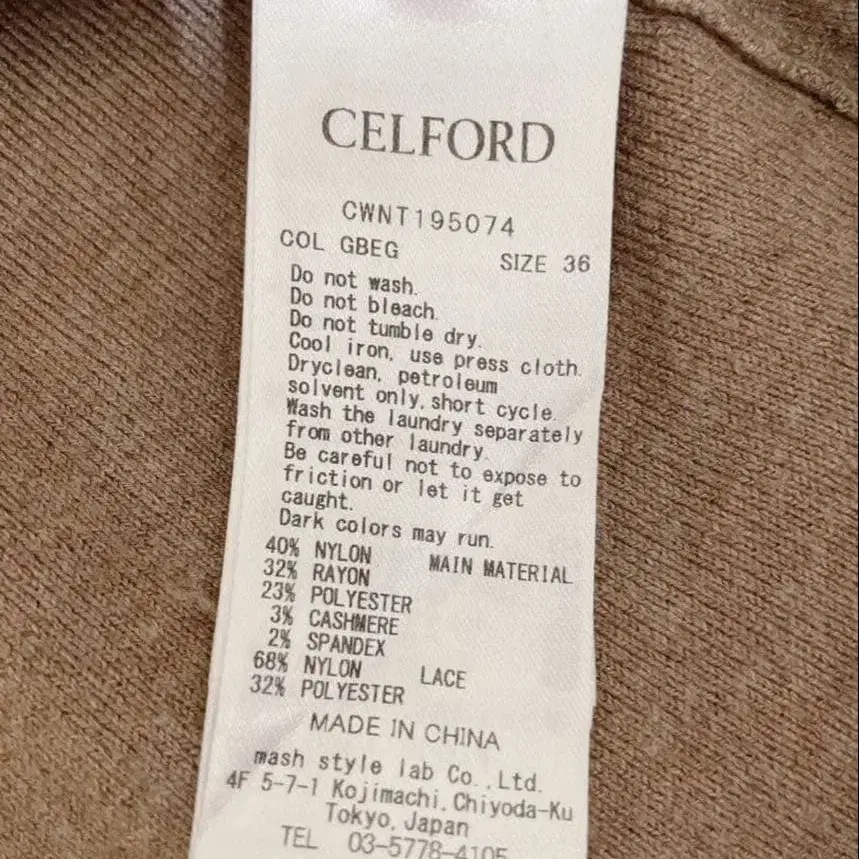 CELFORD
CWNT195074
COL GBEG SIZE 36
Do not wash.
Do not bleach.
Do not tumble dry.
Cool iron, use press cloth.
Dryclean, petroleum
solvent only, short cycle.
Wash the laundry separately
from other laundry.
Be careful not to expose to
friction or let it get
caught.
Dark colors may run.
40% NYLON MAIN MATERIAL
32% RAYON
23% POLYESTER
3% CASHMERE
2% SPANDEX
68% NYLON LACE
32% POLYESTER
MADE IN CHINA
mash style lab Co.,Ltd.
4F 5-7-1 Kojimachi, Chiyoda-Ku
Tokyo, Japan
TEL 03-5778-4105